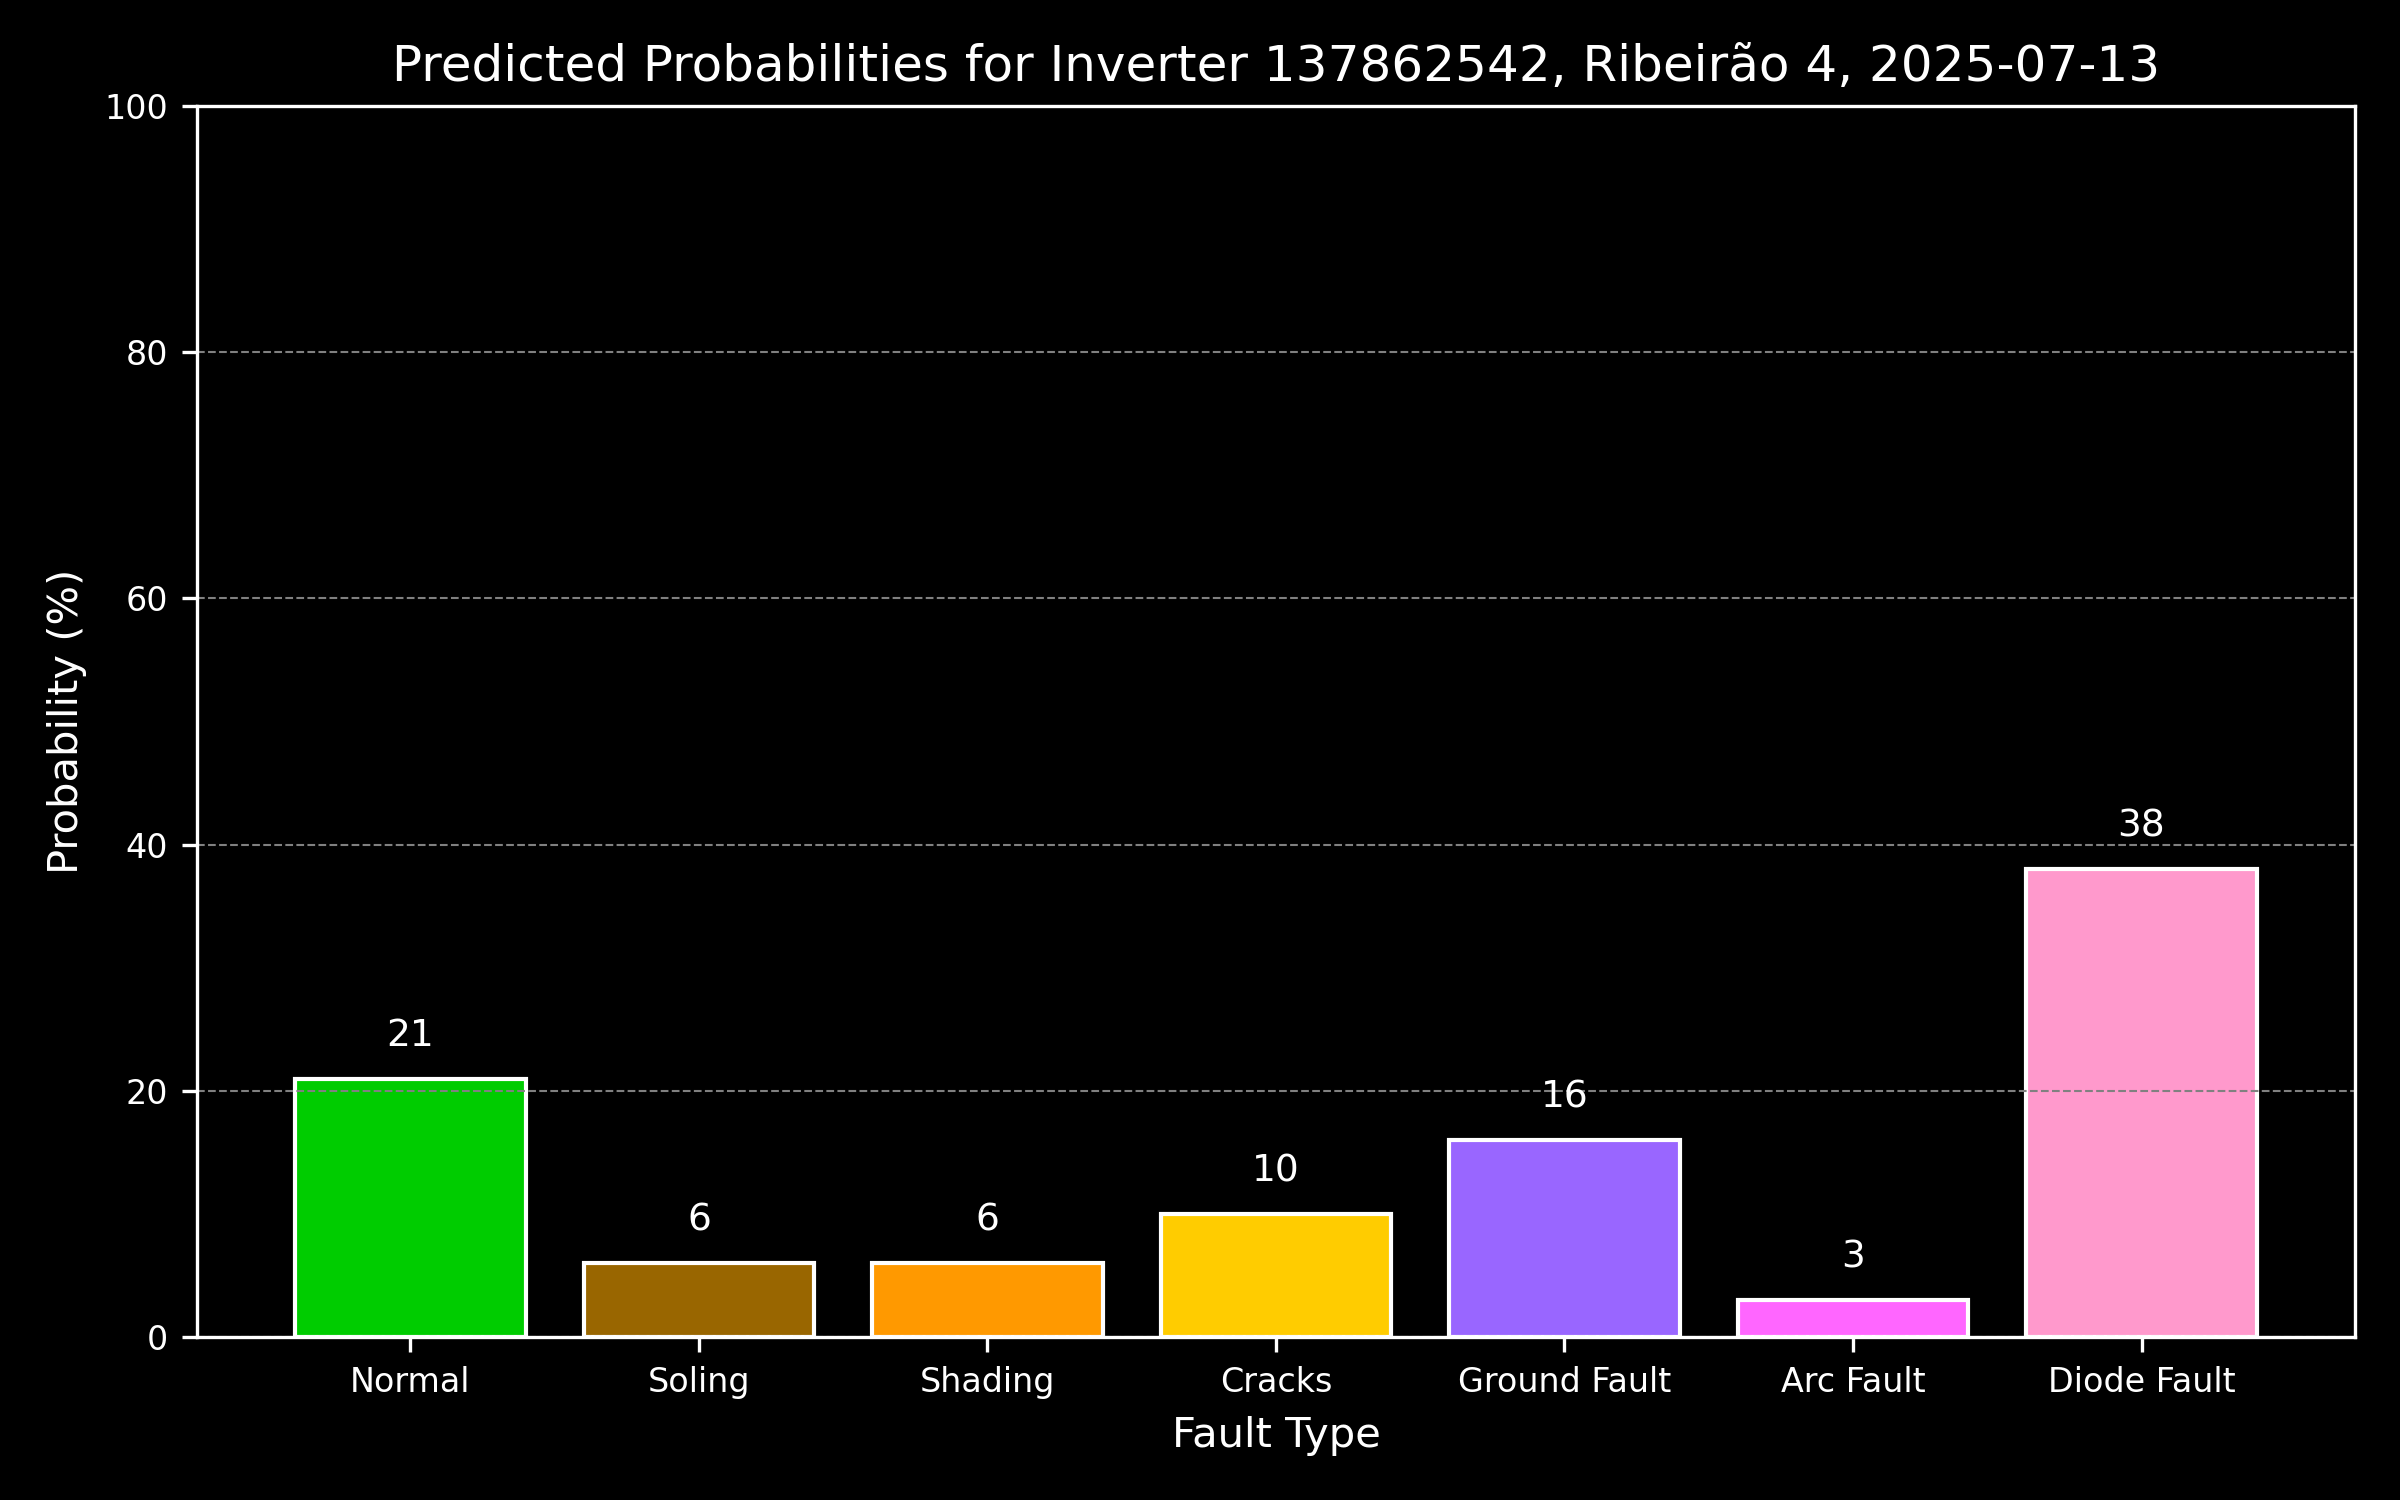 Predicted Probabilities for Inverter 137862542, Ribeirão 4, 2025-07-13
100
80
60
40
20
0
Probability (%)
21
6
6
10
16
3
38
Normal
Soling
Shading
Cracks
Ground Fault
Arc Fault
Diode Fault
Fault Type